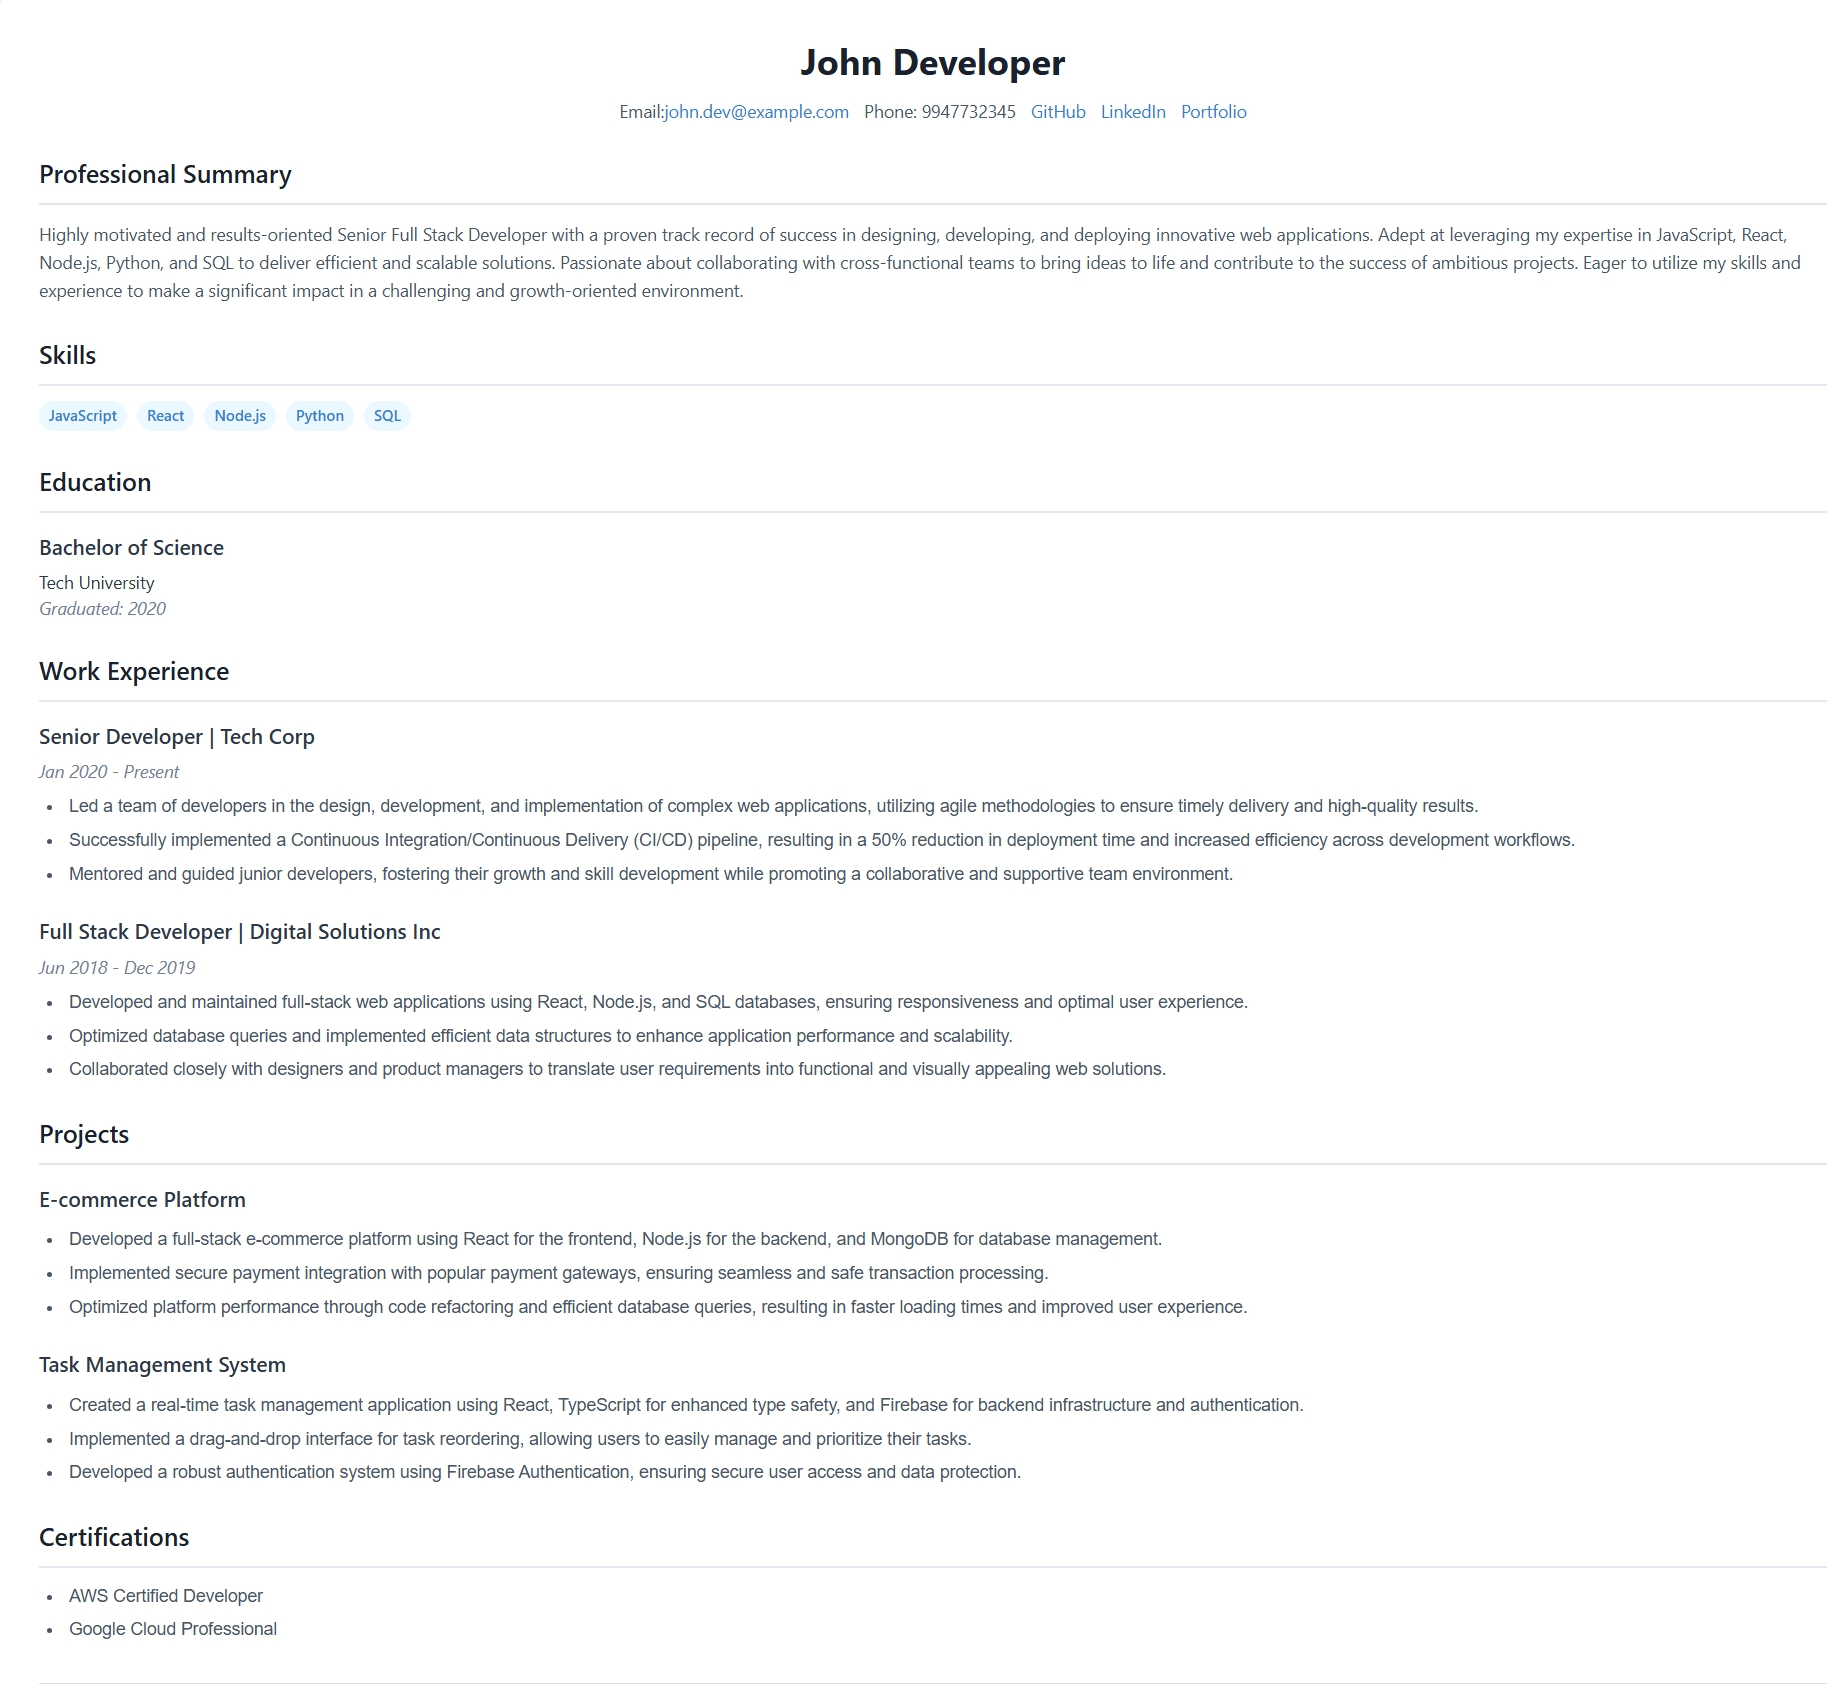 John Developer
Email:john.dev@example.com Phone: 9947732345 GitHub LinkedIn Portfolio
Professional Summary
Highly motivated and results-oriented Senior Full Stack Developer with a proven track record of success in designing, developing, and deploying innovative web applications. Adept at leveraging my expertise in JavaScript, React,
Node.js, Python, and SQL to deliver efficient and scalable solutions. Passionate about collaborating with cross-functional teams to bring ideas to life and contribute to the success of ambitious projects. Eager to utilize my skills and
experience to make a significant impact in a challenging and growth-oriented environment.
Skills
JavaScript React Node.js Python SQL
Education
Bachelor of Science
Tech University
Graduated: 2020
Work Experience
Senior Developer | Tech Corp
Jan 2020 - Present
• Led a team of developers in the design, development, and implementation of complex web applications, utilizing agile methodologies to ensure timely delivery and high-quality results.
• Successfully implemented a Continuous Integration/Continuous Delivery (CI/CD) pipeline, resulting in a 50% reduction in deployment time and increased efficiency across development workflows.
• Mentored and guided junior developers, fostering their growth and skill development while promoting a collaborative and supportive team environment.
Full Stack Developer | Digital Solutions Inc
Jun 2018 - Dec 2019
• Developed and maintained full-stack web applications using React, Node.js, and SQL databases, ensuring responsiveness and optimal user experience.
• Optimized database queries and implemented efficient data structures to enhance application performance and scalability.
• Collaborated closely with designers and product managers to translate user requirements into functional and visually appealing web solutions.
Projects
E-commerce Platform
• Developed a full-stack e-commerce platform using React for the frontend, Node.js for the backend, and MongoDB for database management.
• Implemented secure payment integration with popular payment gateways, ensuring seamless and safe transaction processing.
• Optimized platform performance through code refactoring and efficient database queries, resulting in faster loading times and improved user experience.
Task Management System
• Created a real-time task management application using React, TypeScript for enhanced type safety, and Firebase for backend infrastructure and authentication.
• Implemented a drag-and-drop interface for task reordering, allowing users to easily manage and prioritize their tasks.
• Developed a robust authentication system using Firebase Authentication, ensuring secure user access and data protection.
Certifications
• AWS Certified Developer
• Google Cloud Professional